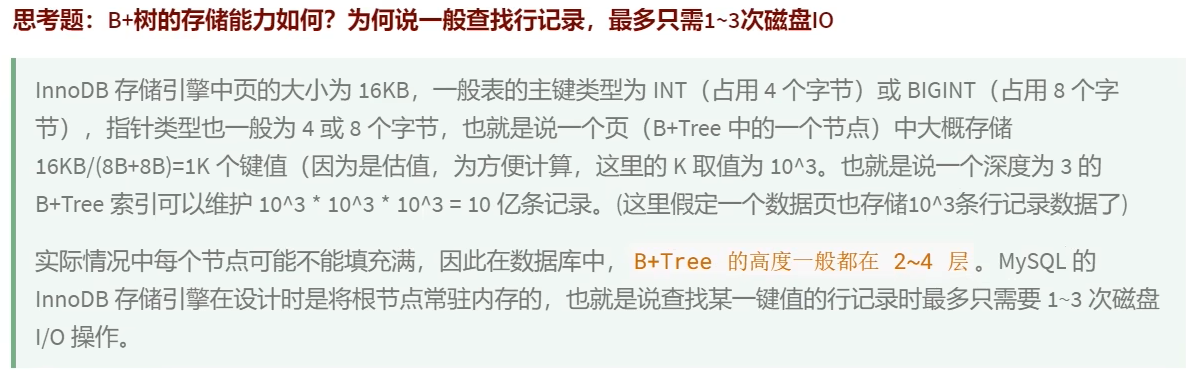 思考题：B+树的存储能力如何？为何说一般查找行记录，最多只需1~3次磁盘IO
InnoDB 存储引擎中页的大小为 16KB，一般表的主键类型为 INT（占用 4 个字节）或 BIGINT（占用 8 个字
节），指针类型也一般为 4 或 8 个字节，也就是说一个页（B+Tree 中的一个节点）中大概存储
16KB/(8B+8B)=1K 个键值（因为是估值，为方便计算，这里的 K 取值为 10^3。也就是说一个深度为 3 的
B+Tree 索引可以维护 10^3 * 10^3 * 10^3 = 10 亿条记录。(这里假定一个数据页也存储10^3条行记录数据了)
实际情况中每个节点可能不能填充满，因此在数据库中， B+Tree 的高度一般都在 2~4 层 。MySQL 的
InnoDB 存储引擎在设计时是将根节点常驻内存的，也就是说查找某一键值的行记录时最多只需要 1~3 次磁盘
I/O 操作。